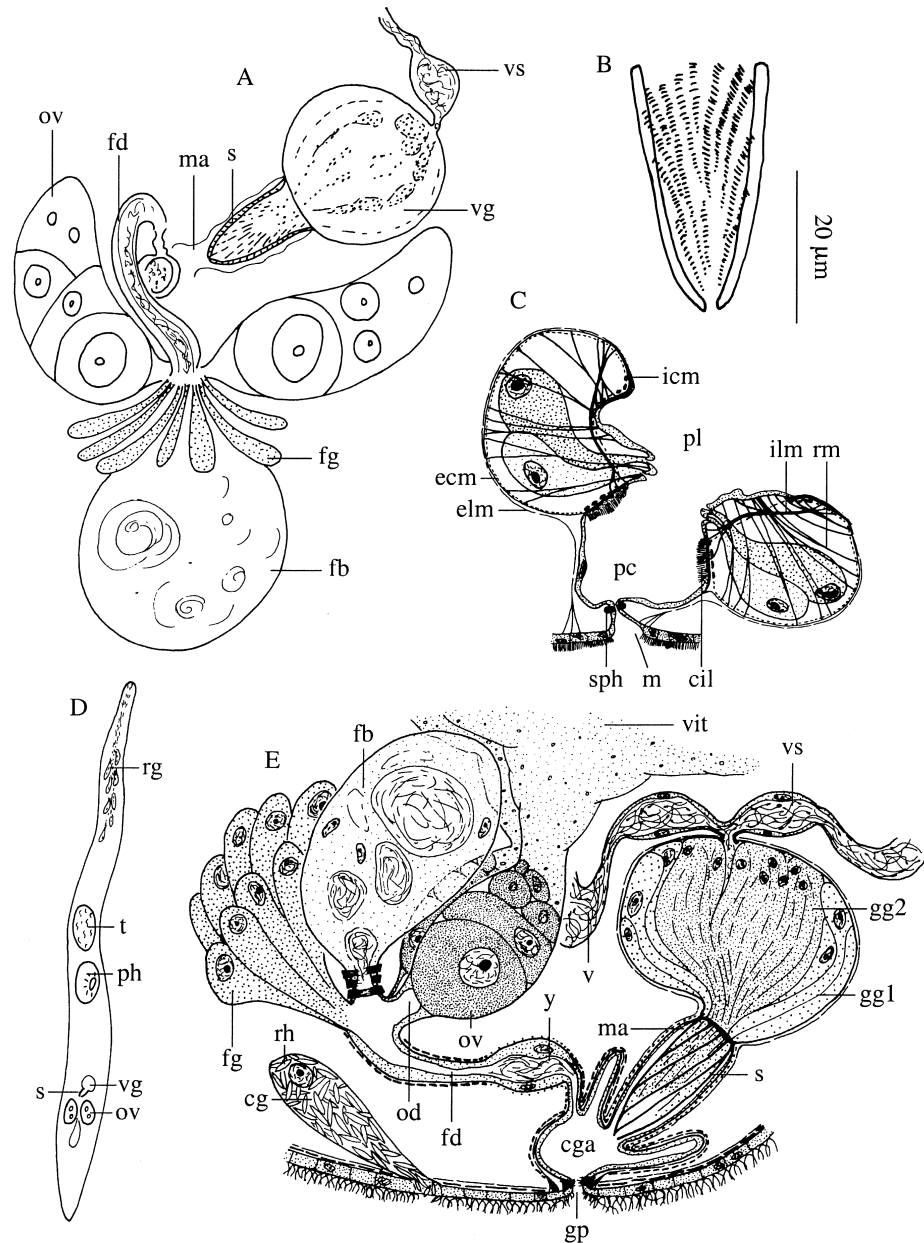 A
vs
B
ov
fd
ma
s
vg
20 µm
C
icm
pl
ilm rm
fg
ecm
elm
fb
pc
sph m cil
D
vit
E
fb
vs
rg
t
gg2
ph
v
gg1
y
ma
fg
ov
rh
s
s
vg
cg
od
ov
fd
cga
gp